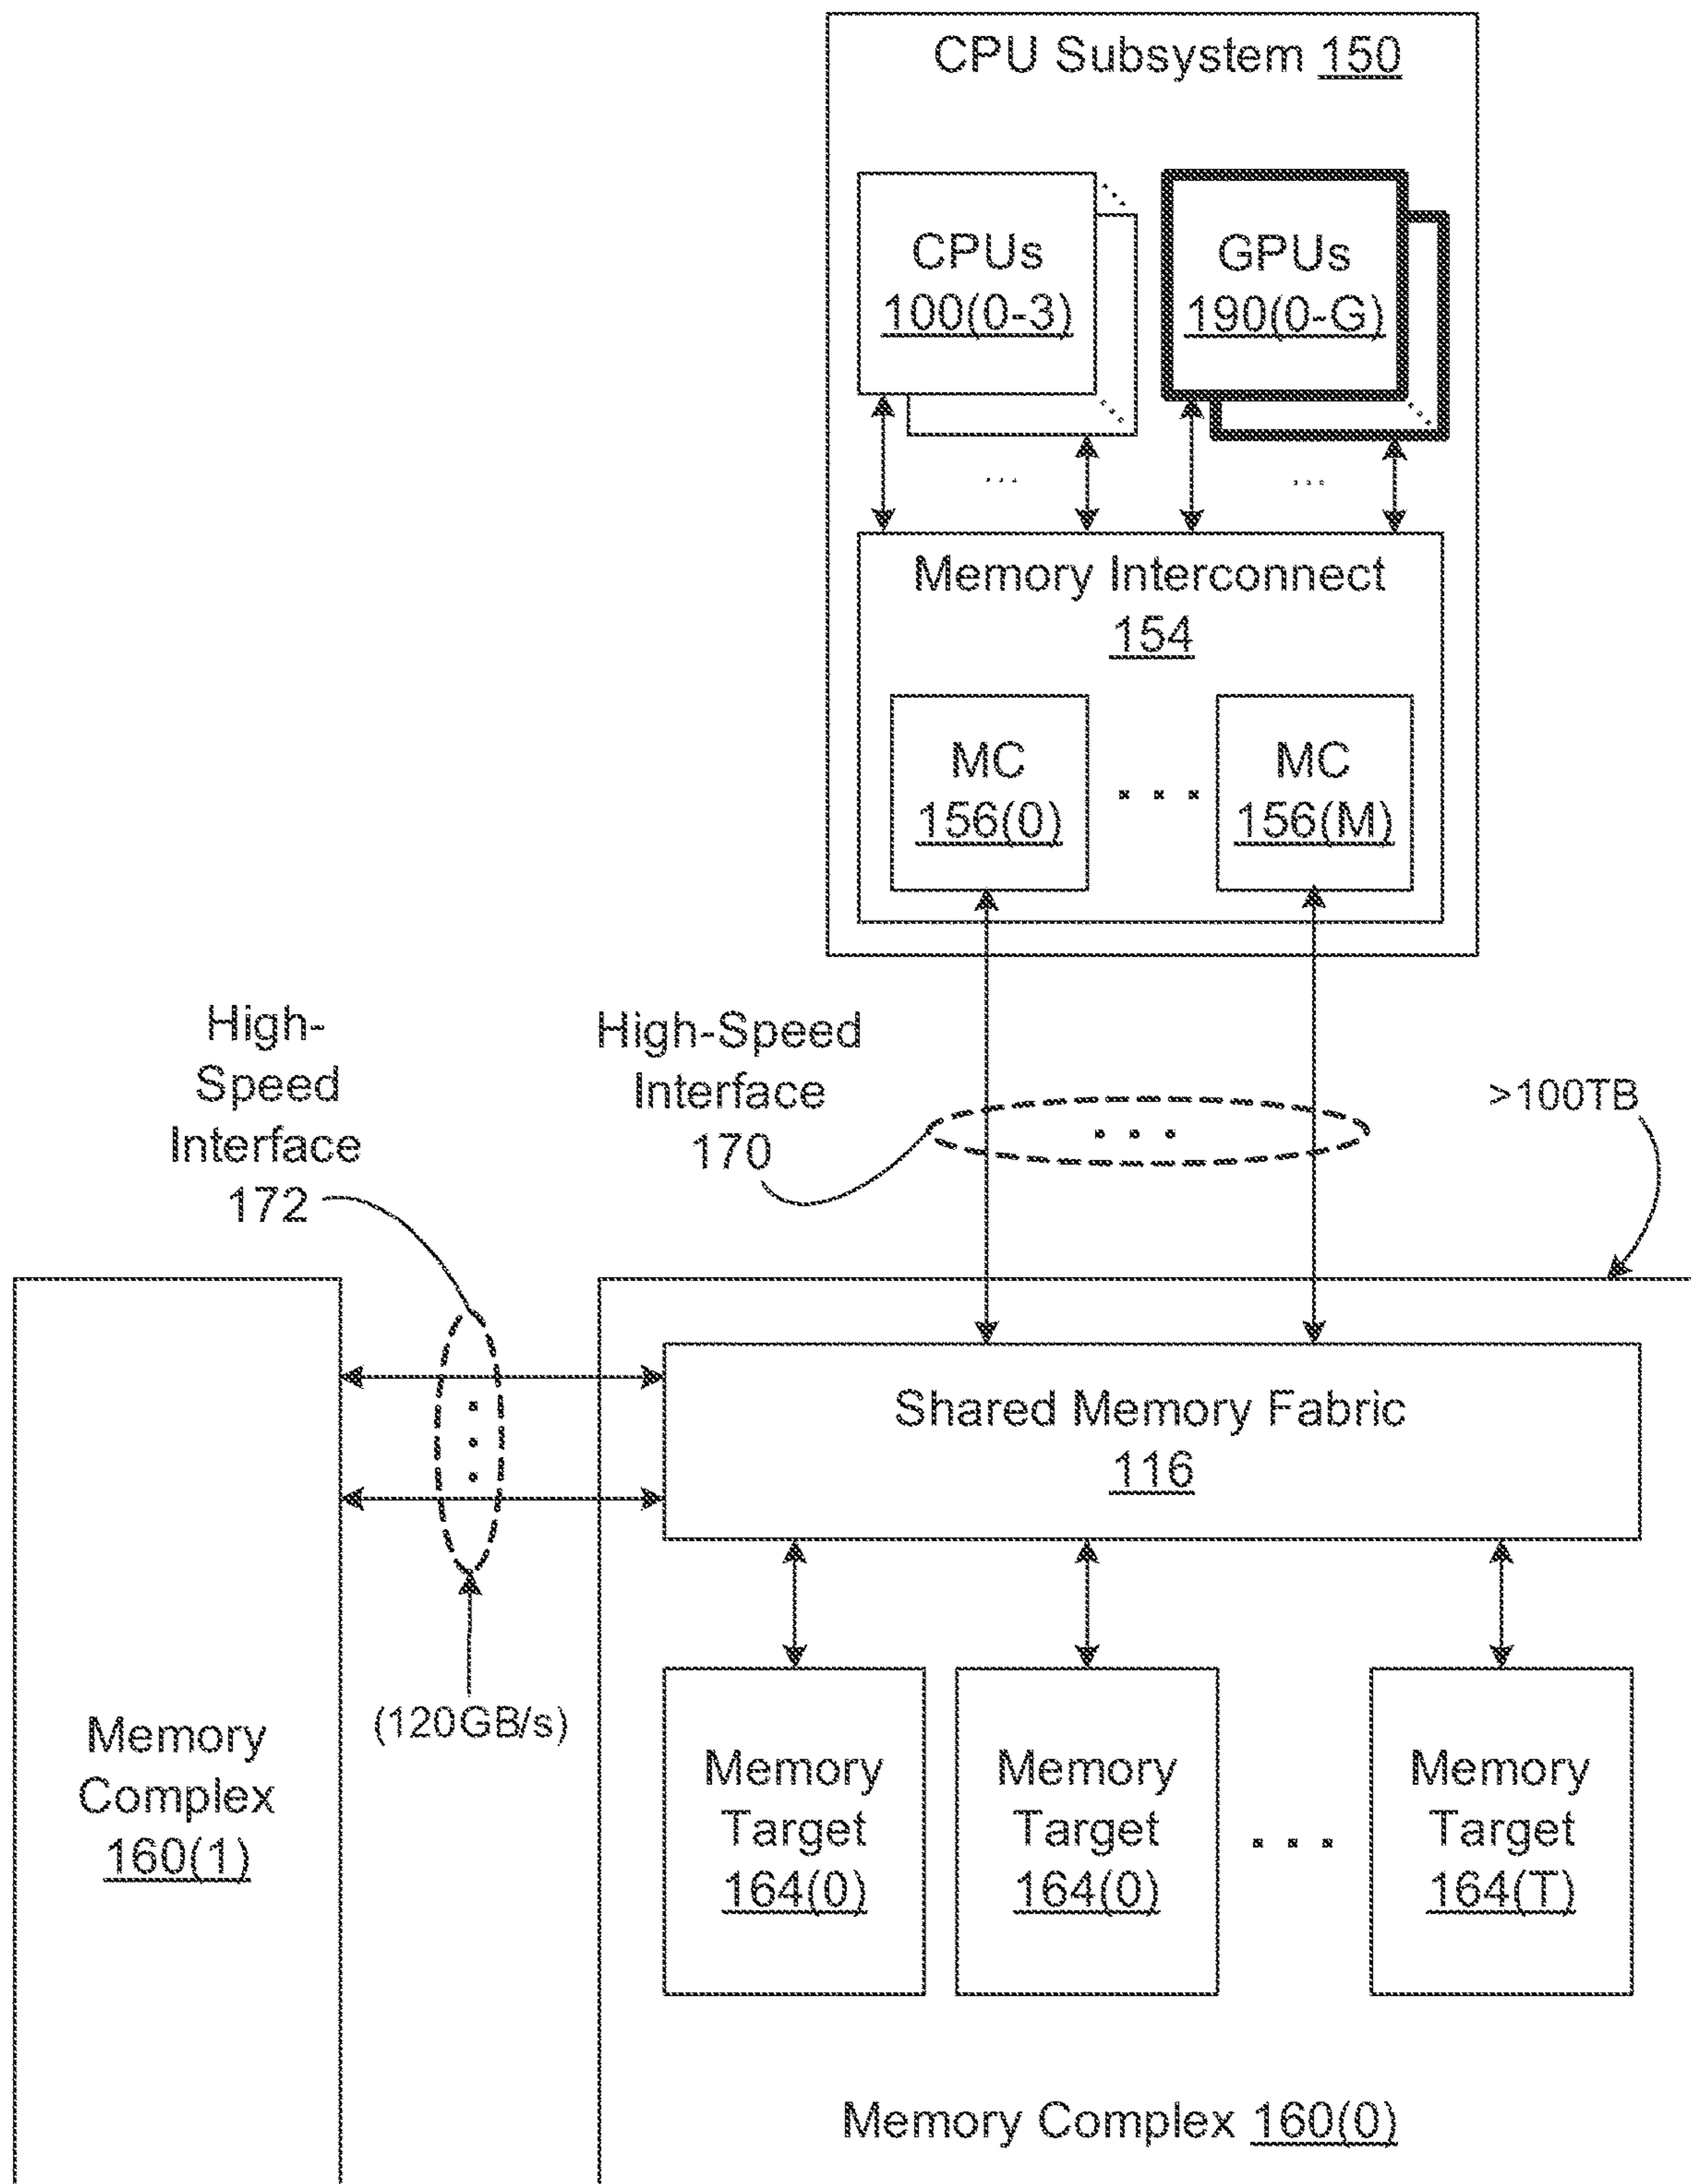 CPU Subsystem 150
CPUs
100(0-3)
GPUs
190(0-G)
Memory Interconnect
154
MC
156(0)
MC
156(M)
High-
Speed
Interface
172
High-Speed
Interface
170
>100TB
Shared Memory Fabric
116
(120GB/s)
Memory
Complex
160(1)
Memory
Target
164(0)
Memory
Target
164(0)
Memory
Target
164(T)
Memory Complex 160(0)